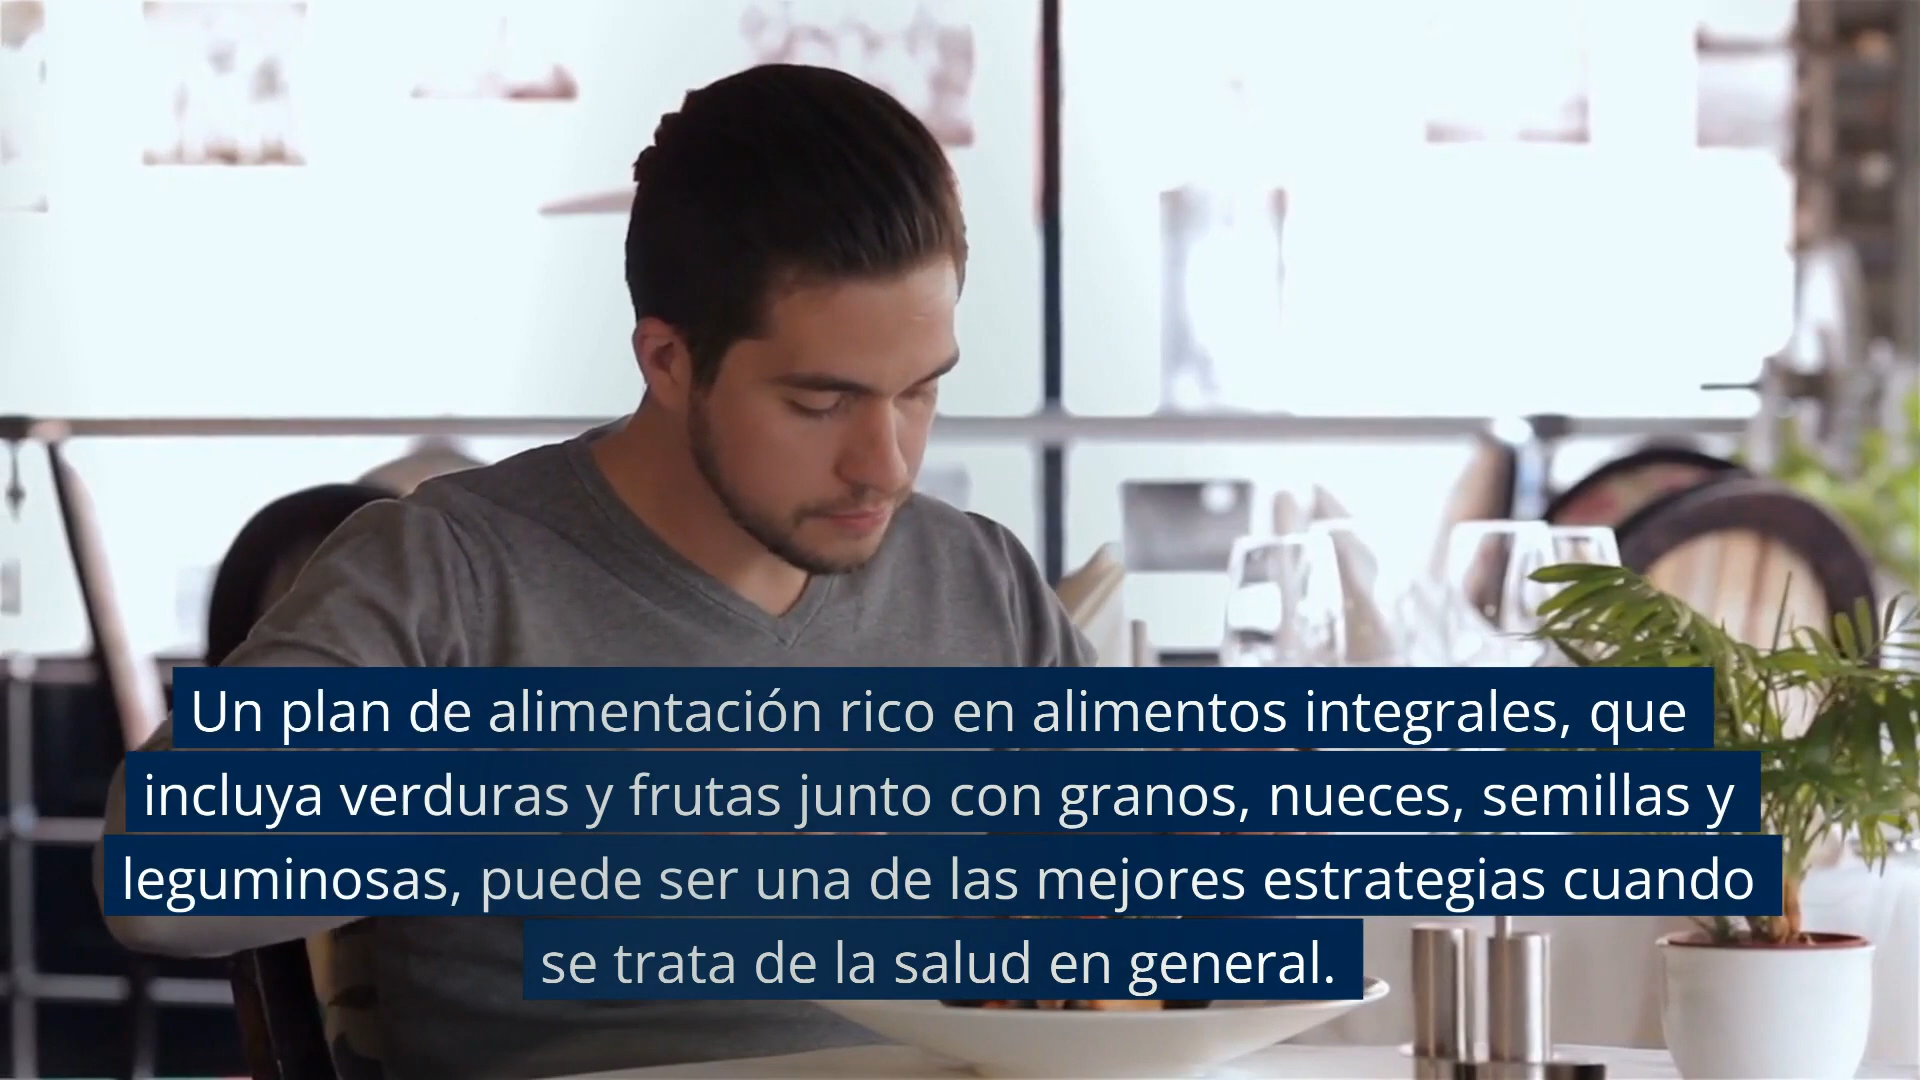 Un plan de alimentación rico en alimentos integrales, que
incluya verduras y frutas junto con granos, nueces, semillas y
leguminosas, puede ser una de las mejores estrategias cuando
se trata de la salud en general.